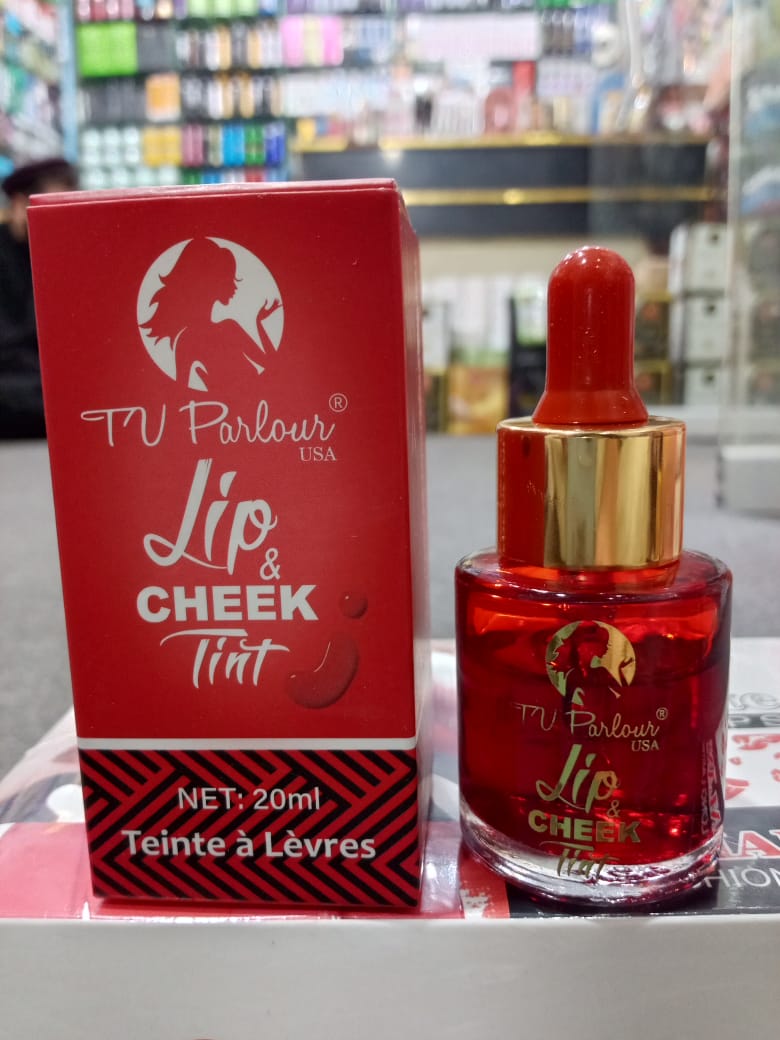 TV Parlour®
USA
Lip
&
CHEEK
Tint
NET: 20ml
Teinte à Lèvres
TV Parlour®
USA
Lip
&
CHEEK
Tint